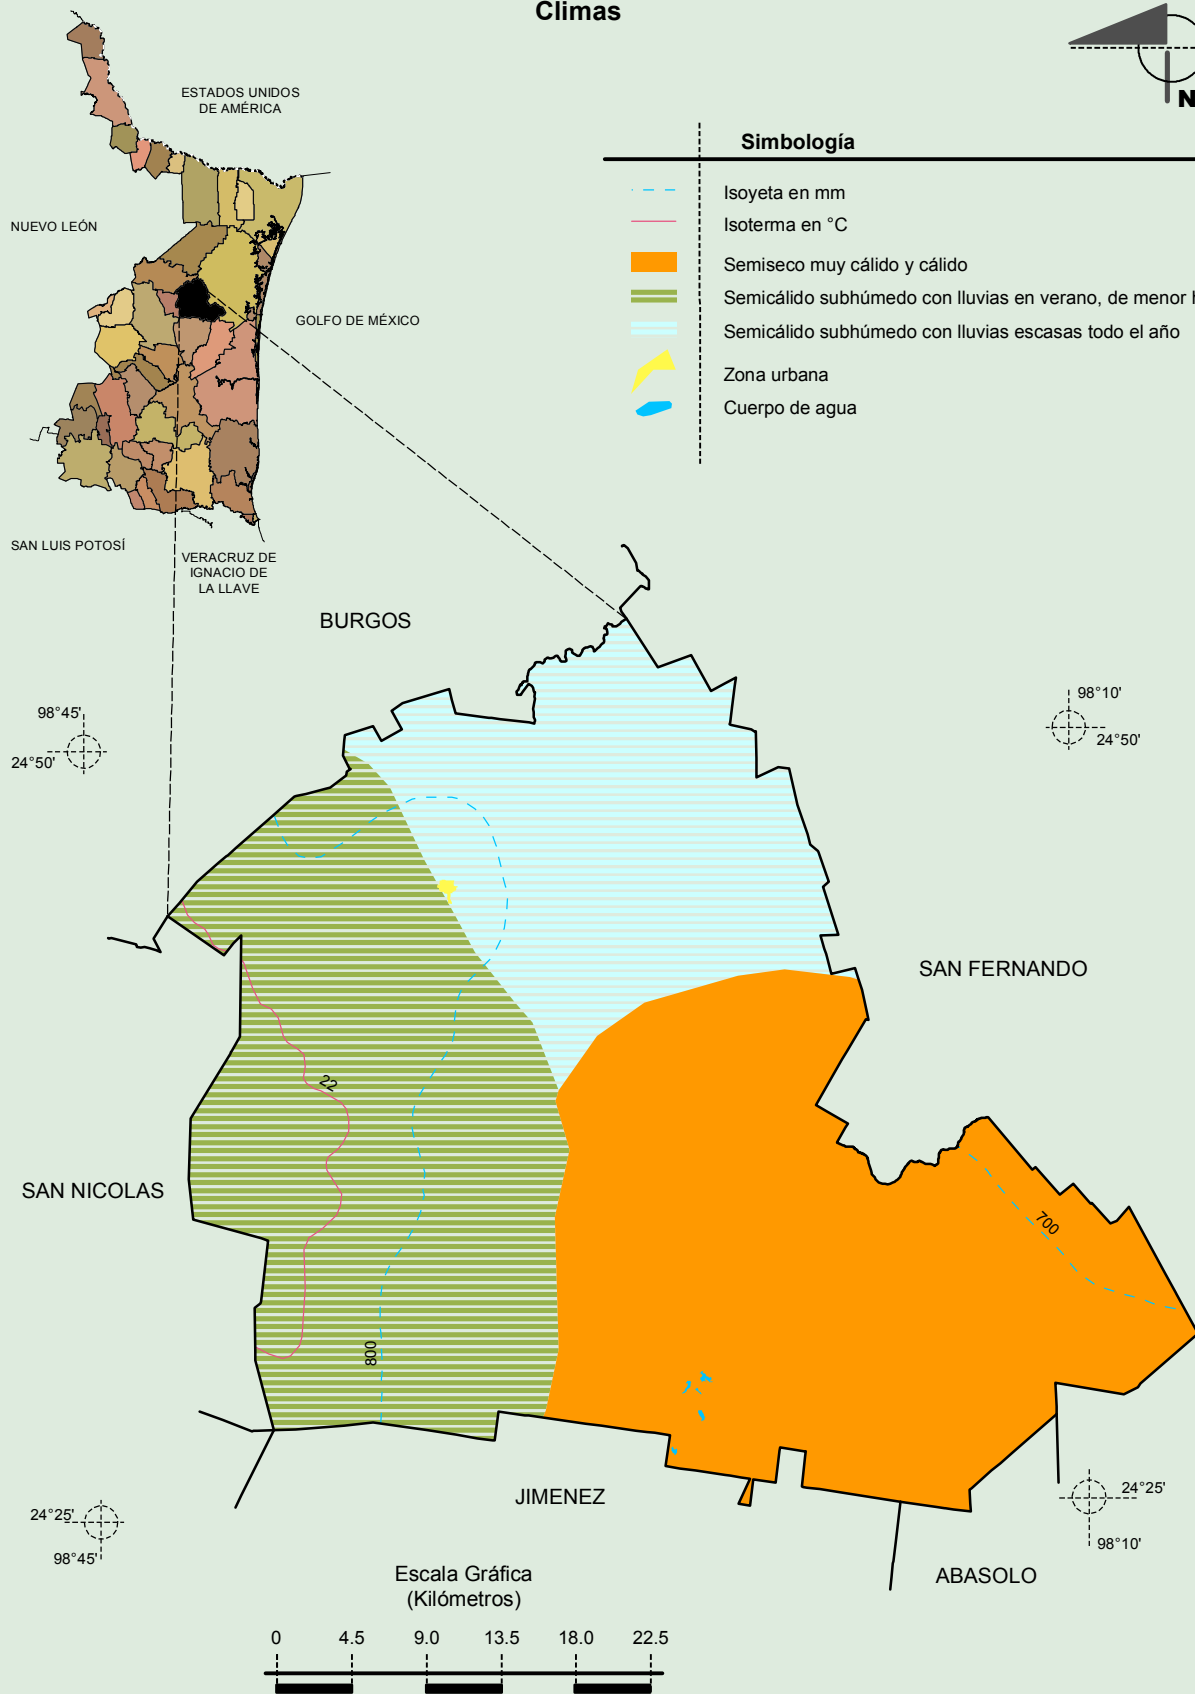 Climas
N
ESTADOS UNIDOS
DE AMÉRICA
NUEVO LEÓN
GOLFO DE MÉXICO
SAN LUIS POTOSÍ
VERACRUZ DE
IGNACIO DE
LA LLAVE
Simbología
Isoyeta en mm
Isoterma en °C
Semiseco muy cálido y cálido
Semicálido subhúmedo con lluvias en verano, de menor
Semicálido subhúmedo con lluvias escasas todo el año
Zona urbana
Cuerpo de agua
BURGOS
98°45'
24°50'
98°10'
24°50'
SAN FERNANDO
22
SAN NICOLAS
700
800
JIMENEZ
24°25'
98°45'
24°25'
98°10'
ABASOLO
Escala Gráfica
(Kilómetros)
0 4.5 9.0 13.5 18.0 22.5